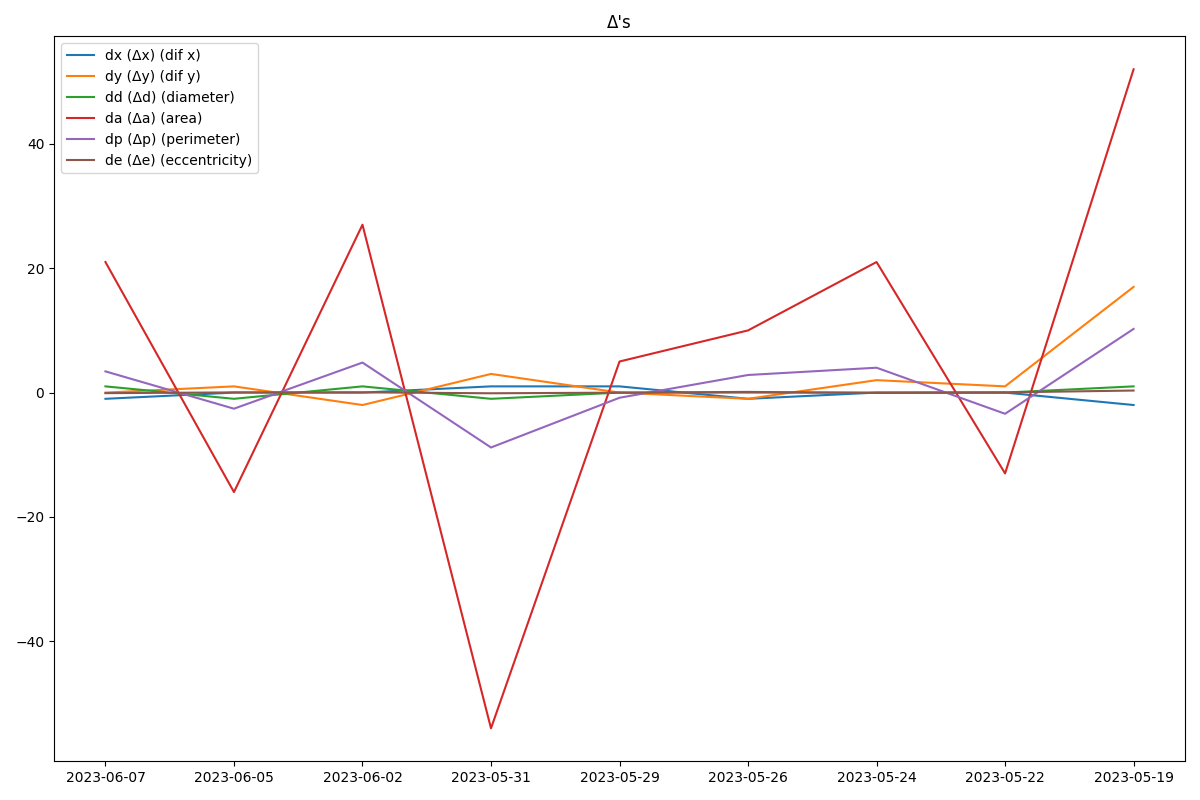 Δ's
dx (Δx) (dif x)
dy (Δy) (dif y)
dd (Δd) (diameter)
da (Δa) (area)
dp (Δp) (perimeter)
de (Δe) (eccentricity)
40
20
0
−20
−40
2023-06-07 2023-06-05 2023-06-02 2023-05-31 2023-05-29 2023-05-26 2023-05-24 2023-05-22 2023-05-19